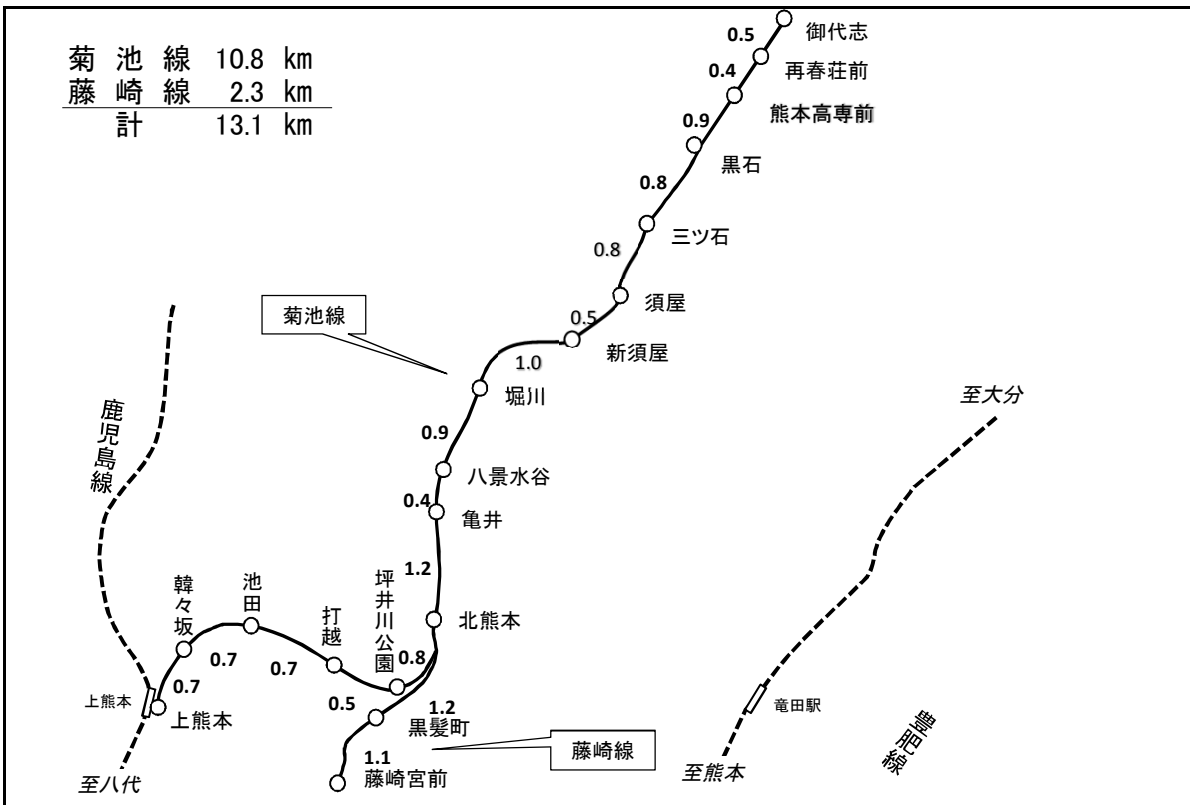 菊池線 10.8 km
藤崎線 2.3 km
計 13.1 km
御代志
0.5
再春荘前
0.4
熊本高専前
0.9
黒石
0.8
三ツ石
0.8
須屋
0.5
新須屋
1.0
堀川
菊池線
0.9
八景水谷
0.4
亀井
1.2
北熊本
0.8
坪井川公園
0.5
打越
0.7
池田
0.7
韓々坂
0.7
上熊本
上熊本
鹿児島線
至八代
1.2
黒髪町
1.1
藤崎宮前
藤崎線
至大分
竜田駅
至熊本
豊肥線